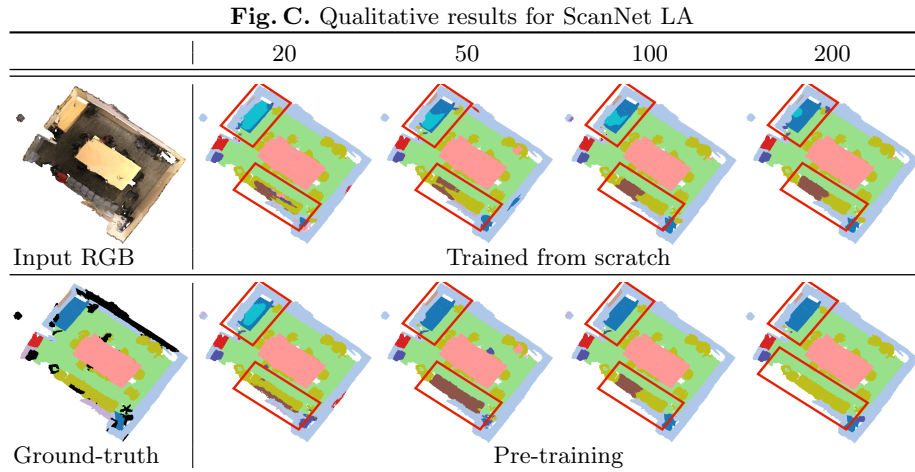 Fig. C. Qualitative results for ScanNet LA
20 50 100 200
Input RGB Trained from scratch
Ground-truth Pre-training